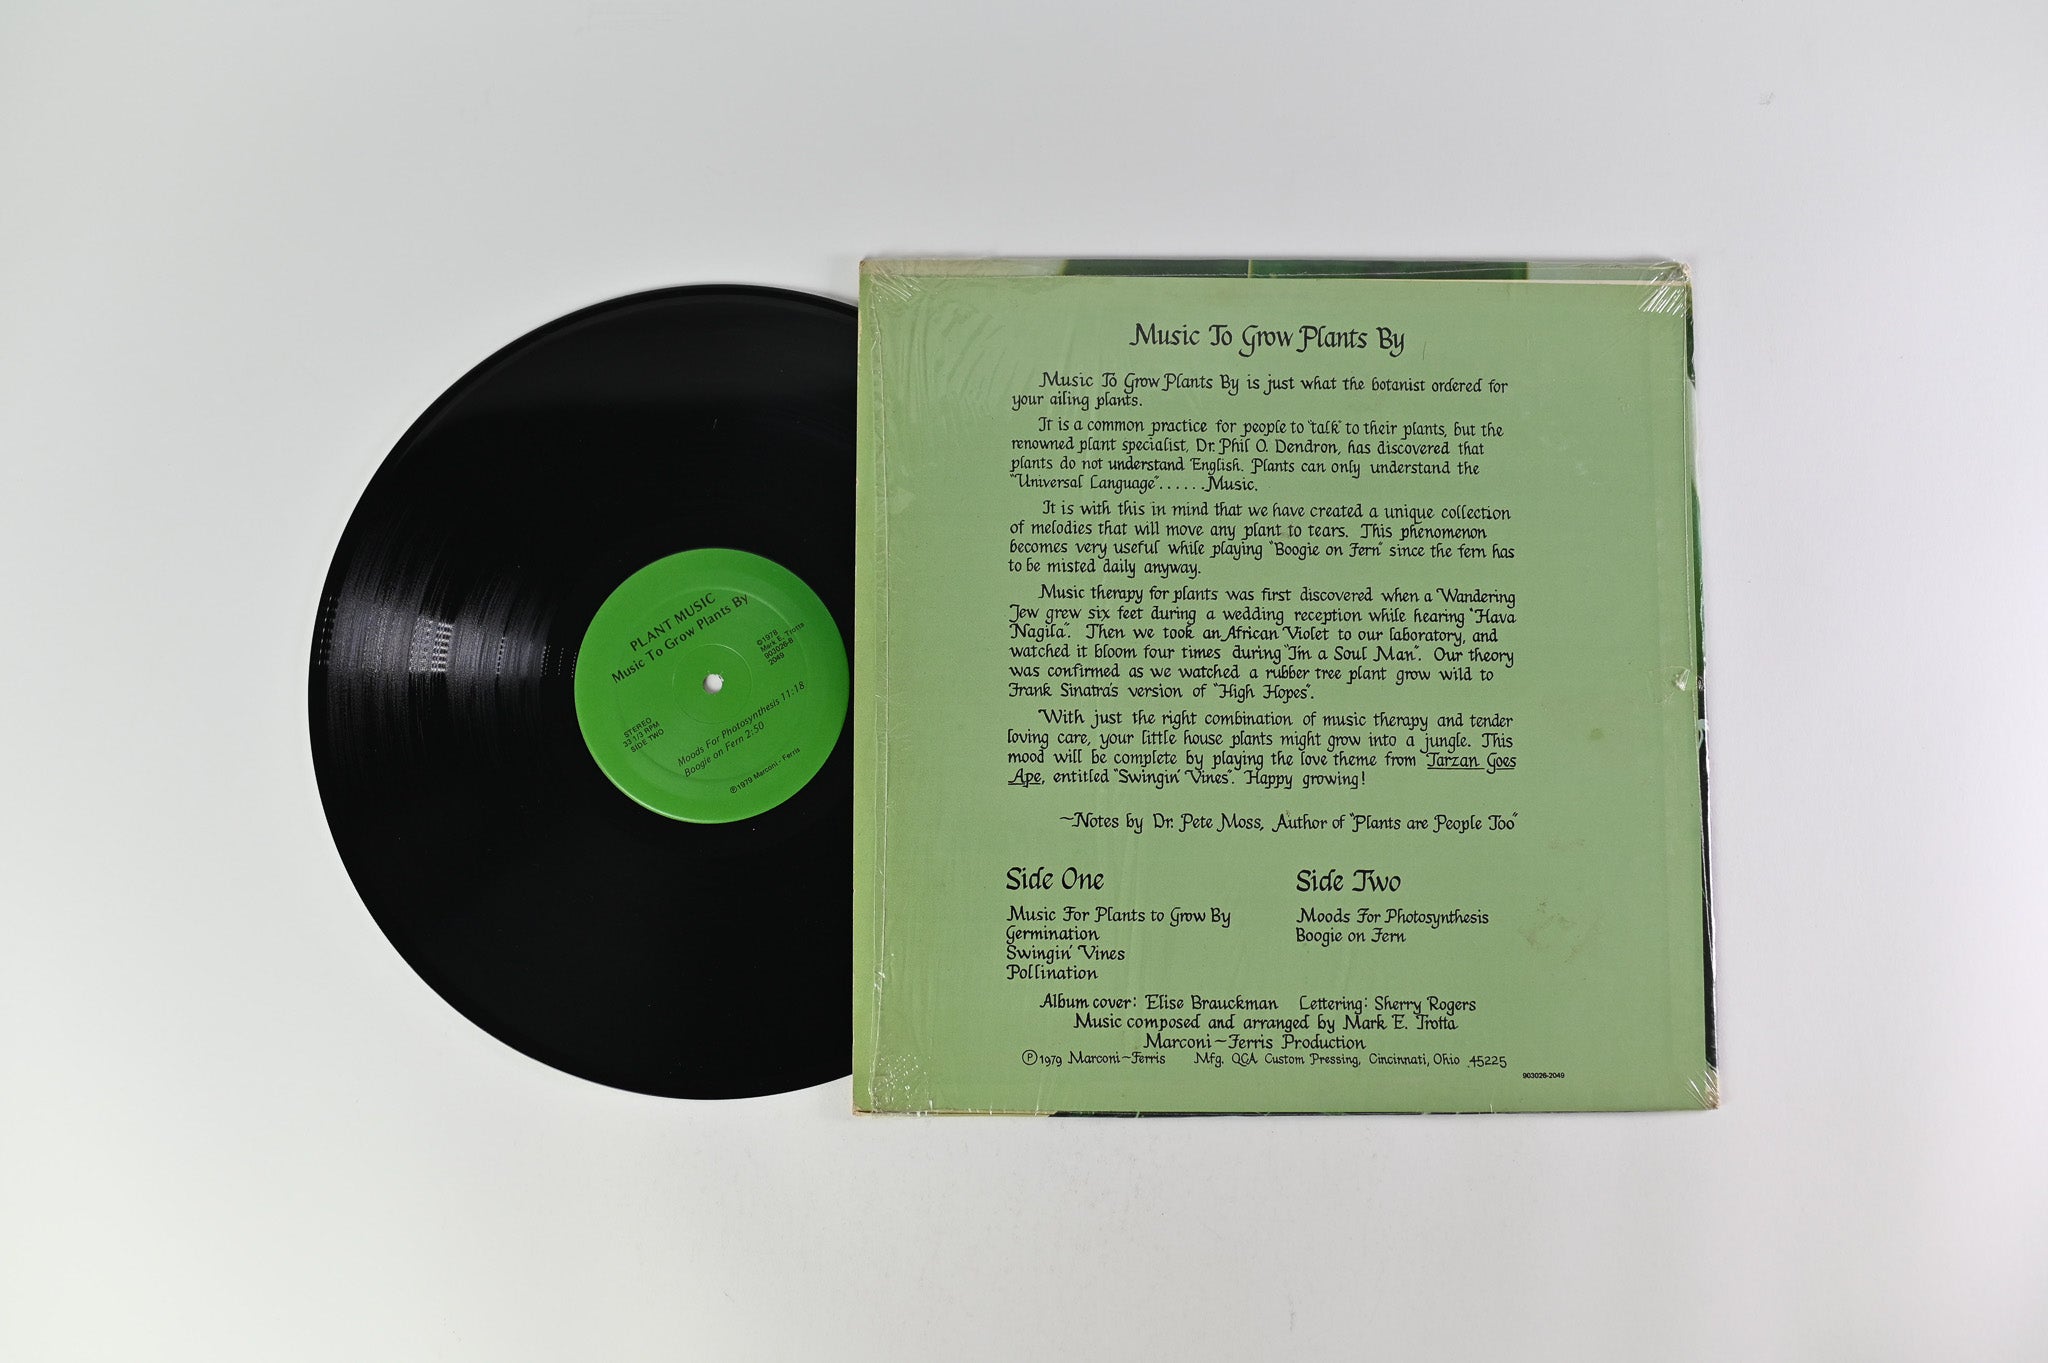 PLANT MUSIC
Music To Grow Plants By
©1978
Mark E. Trotta
903026-B
2049
STEREO
33 1/3 RPM
SIDE TWO
Moods For Photosynthesis 11:18
Boogie on Fern 2:50
℗1979 Marconi - Ferris
Music To Grow Plants By
Music To Grow Plants By is just what the botanist ordered for
your ailing plants.
It is a common practice for people to "talk" to their plants, but the
renowned plant specialist, Dr. Phil O. Dendron, has discovered that
plants do not understand English. Plants can only understand the
"Universal Language"......Music.
It is with this in mind that we have created a unique collection
of melodies that will move any plant to tears. This phenomenon
becomes very useful while playing "Boogie on Fern" since the fern has
to be misted daily anyway.
Music therapy for plants was first discovered when a Wandering
Jew grew six feet during a wedding reception while hearing "Hava
Nagila". Then we took an African Violet to our laboratory, and
watched it bloom four times during "I'm a Soul Man". Our theory
was confirmed as we watched a rubber tree plant grow wild to
Frank Sinatra's version of "High Hopes".
With just the right combination of music therapy and tender
loving care, your little house plants might grow into a jungle. This
mood will be complete by playing the love theme from Tarzan Goes
Ape, entitled "Swingin' Vines". Happy growing!
~Notes by Dr. Pete Moss, Author of "Plants are People Too"
Side One
Music For Plants to Grow By
Germination
Swingin' Vines
Pollination
Side Two
Moods For Photosynthesis
Boogie on Fern
Album cover: Elise Brauckman Lettering: Sherry Rogers
Music composed and arranged by Mark E. Trotta
Marconi~Ferris Production
℗1979 Marconi~Ferris Mfg. QCA Custom Pressing, Cincinnati, Ohio 45225
903026-2049